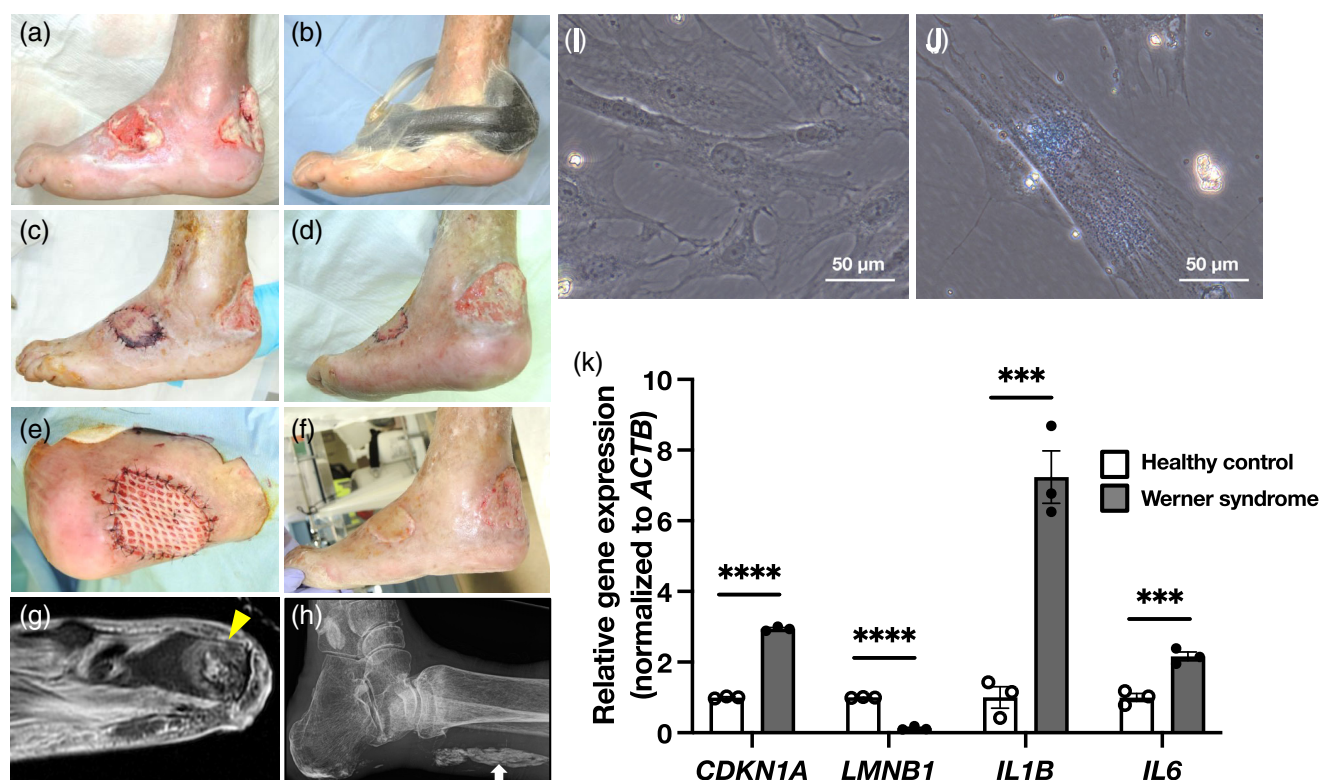 (a)
(b)
(c)
(d)
(e)
(f)
(g)
(h)
(I)
50 μm
(J)
50 μm
(k)
Relative gene expression
(normalized to ACTB)
10
8
6
4
2
0
****
****
***
***
Healthy control
Werner syndrome
CDKN1A
LMNB1
IL1B
IL6